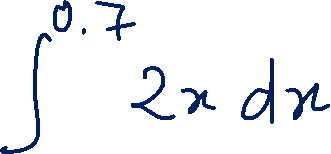 ∫^{0.7} 2x dx